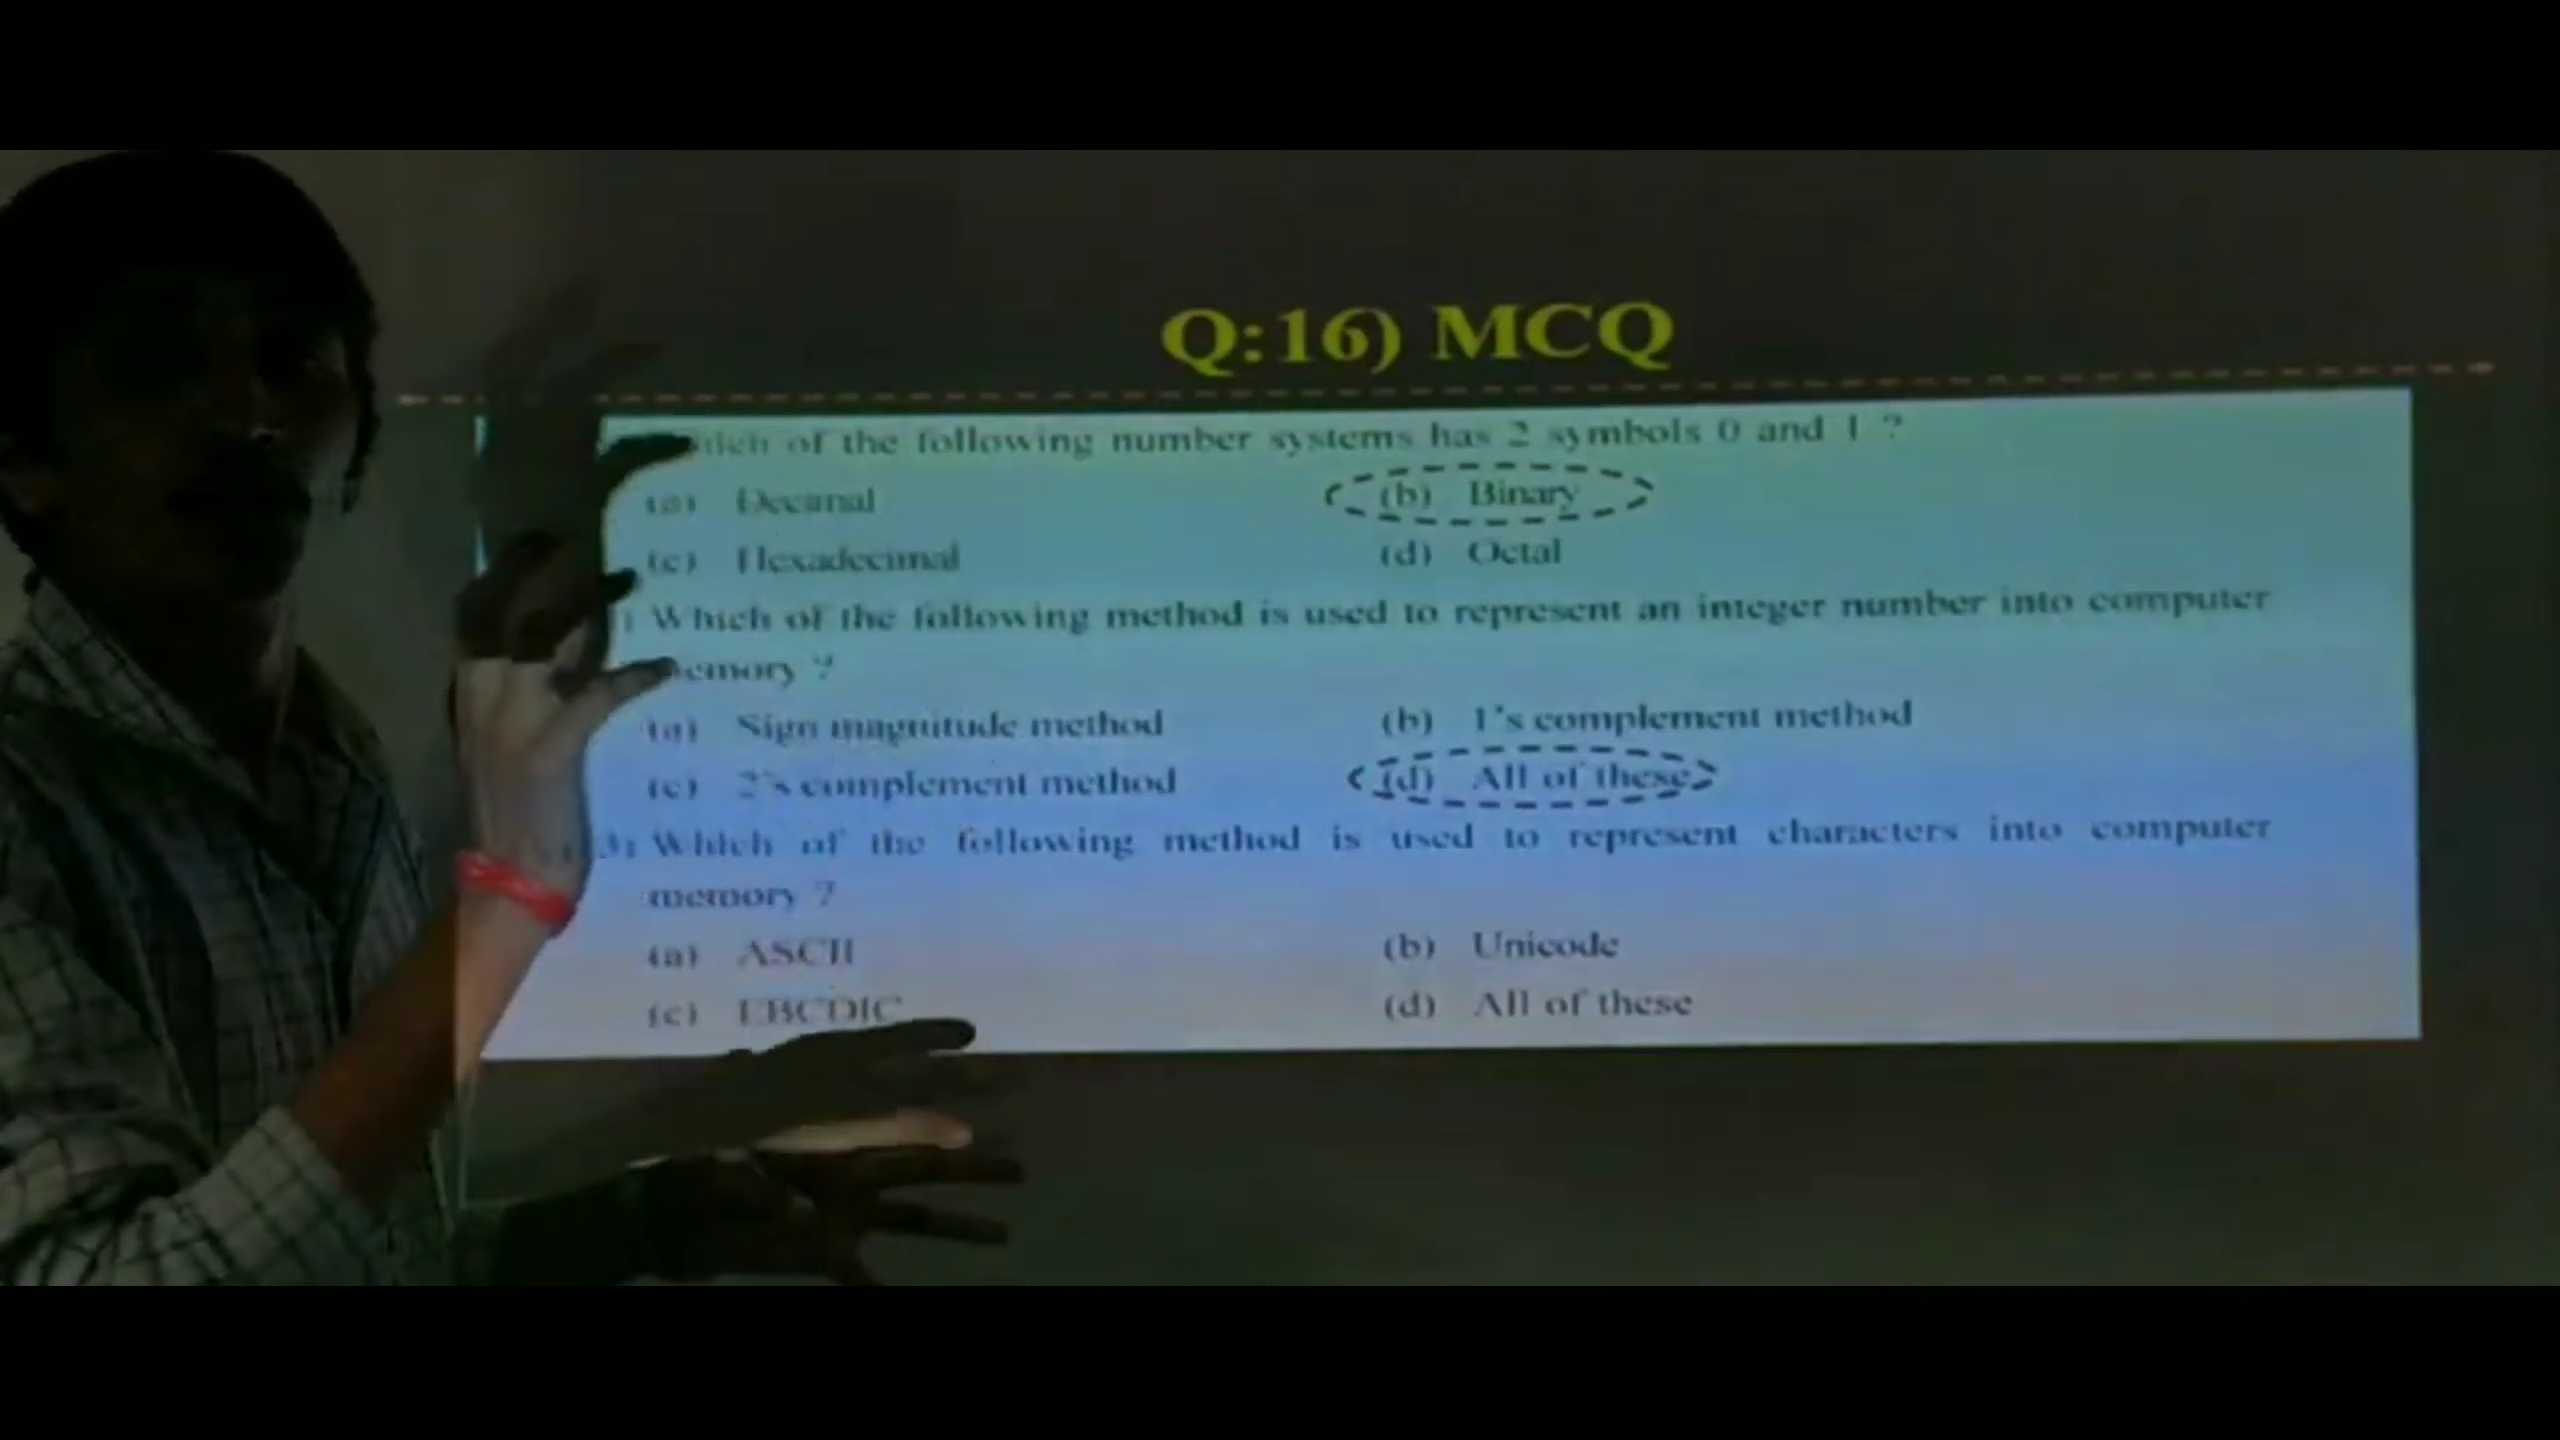 Q:16) MCQ
of the following number systems has 2 symbols 0 and 1 ?
(a) Decimal (b) Binary
(c) Hexadecimal (d) Octal
Which of the following method is used to represent an integer number into computer
memory ?
(a) Sign magnitude method (b) 1's complement method
(c) 2's complement method (d) All of these
Which of the following method is used to represent characters into computer
memory ?
(a) ASCII (b) Unicode
(c) EBCDIC (d) All of these